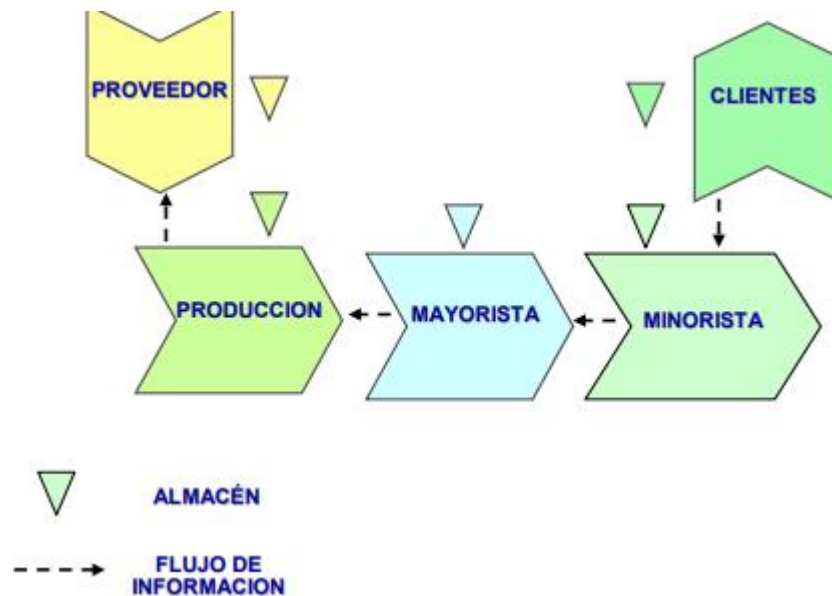 PROVEEDOR
CLIENTES
PRODUCCION
MAYORISTA
MINORISTA
ALMACÉN
FLUJO DE
INFORMACION